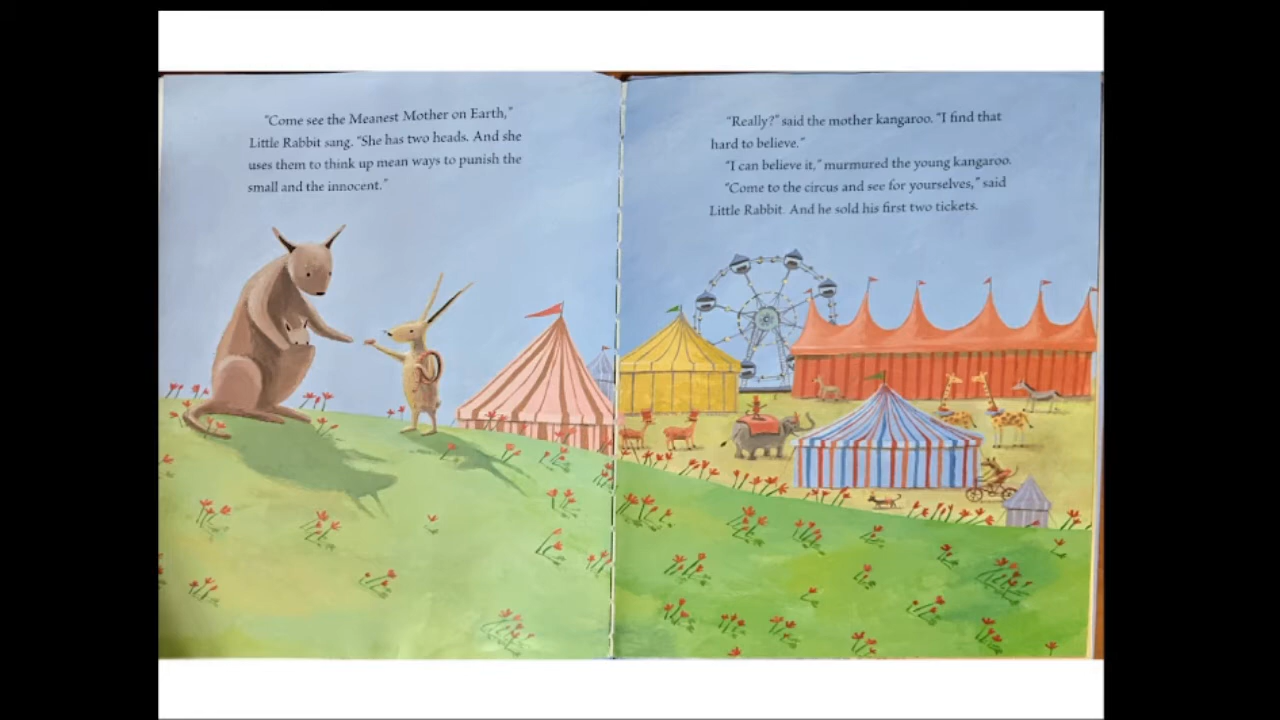 "Come see the Meanest Mother on Earth,"
Little Rabbit sang. "She has two heads. And she
uses them to think up mean ways to punish the
small and the innocent."
"Really?" said the mother kangaroo. "I find that
hard to believe."
"I can believe it," murmured the young kangaroo.
"Come to the circus and see for yourselves," said
Little Rabbit. And he sold his first two tickets.